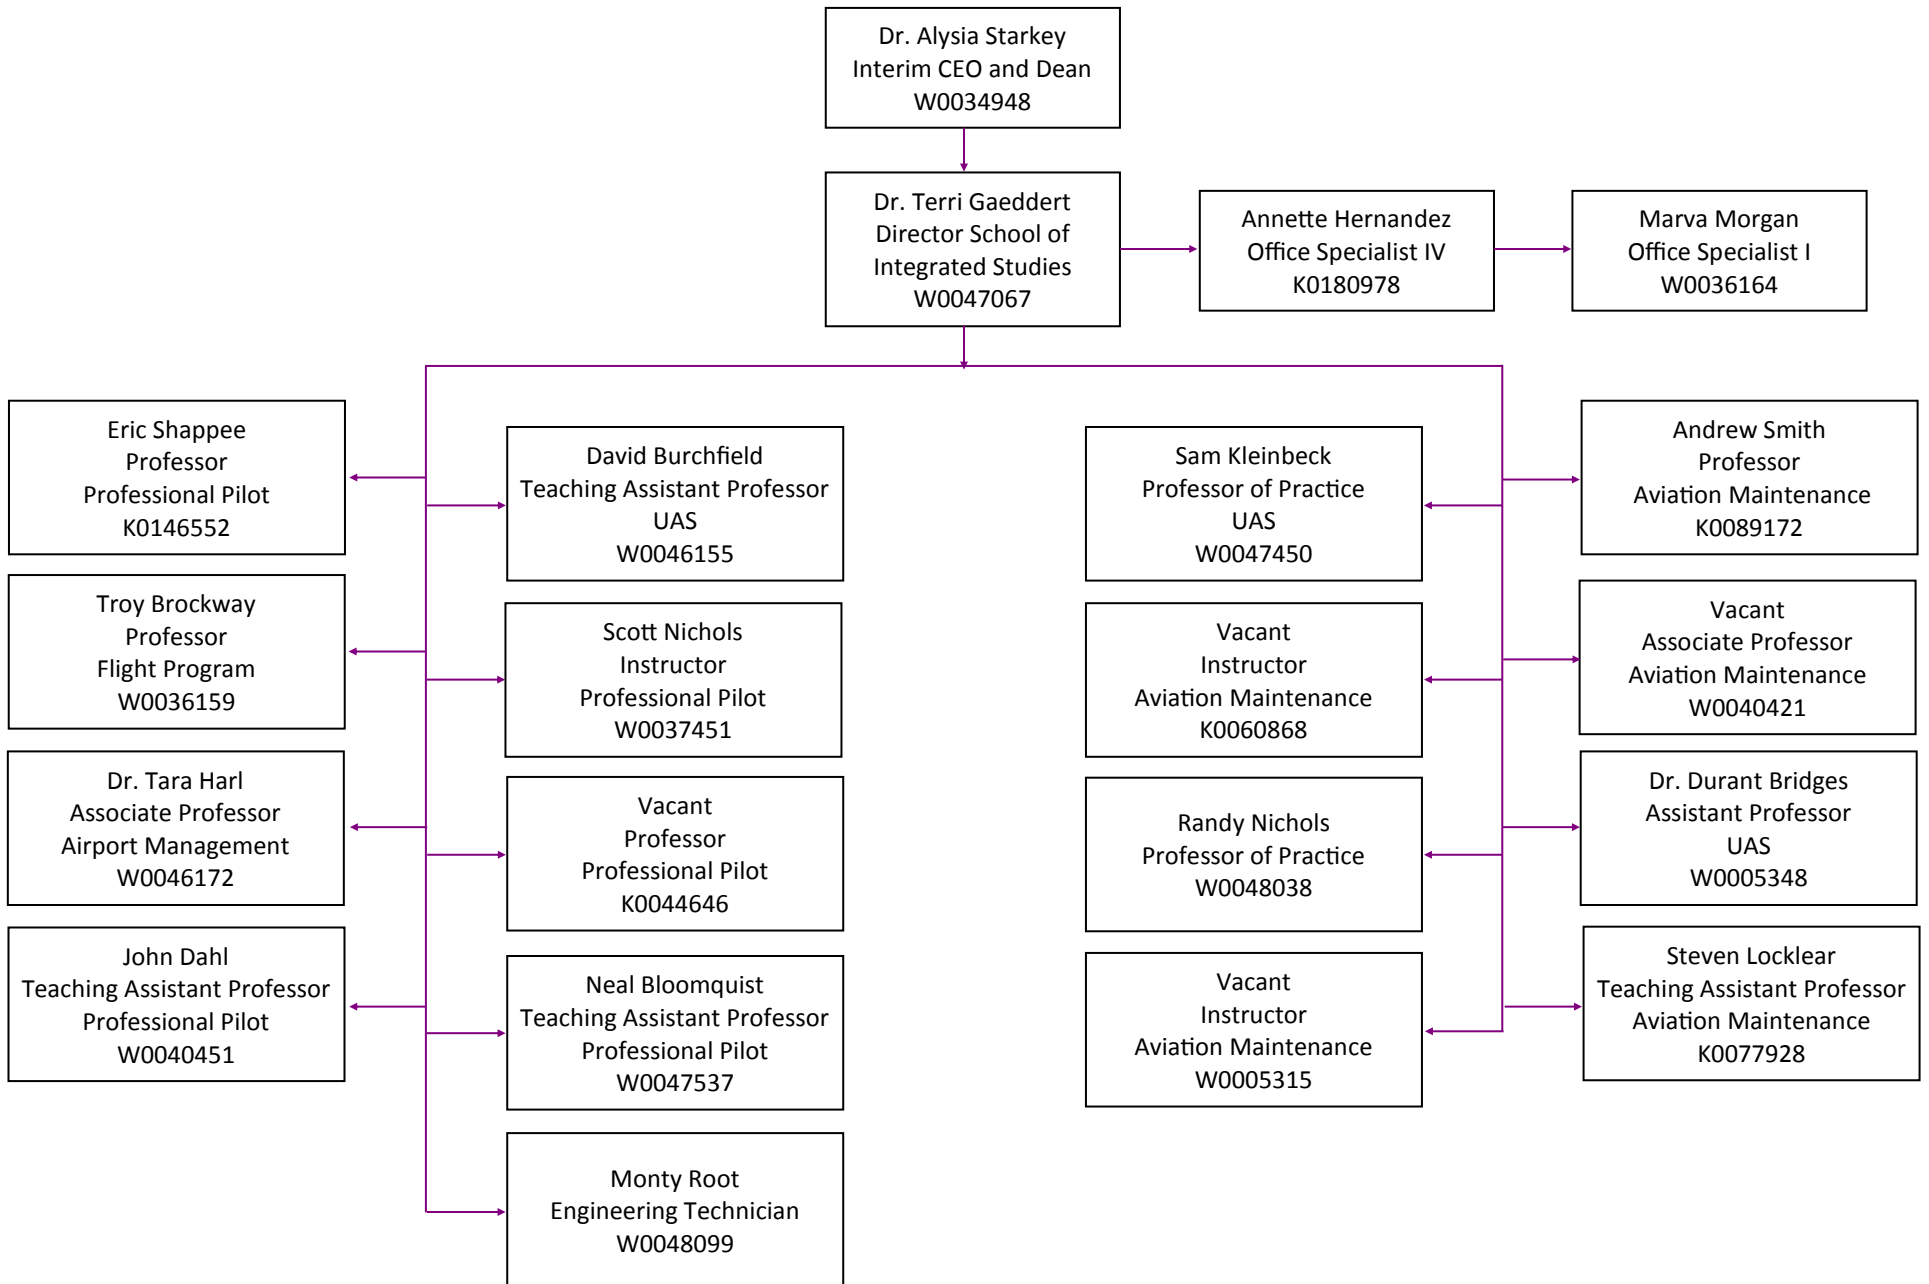 Dr. Alysia Starkey
Interim CEO and Dean
W0034948
Dr. Terri Gaeddert
Director School of
Integrated Studies
W0047067
Annette Hernandez
Office Specialist IV
K0180978
Marva Morgan
Office Specialist I
W0036164
Eric Shappee
Professor
Professional Pilot
K0146552
Troy Brockway
Professor
Flight Program
W0036159
Dr. Tara Harl
Associate Professor
Airport Management
W0046172
John Dahl
Teaching Assistant Professor
Professional Pilot
W0040451
David Burchfield
Teaching Assistant Professor
UAS
W0046155
Scott Nichols
Instructor
Professional Pilot
W0037451
Vacant
Professor
Professional Pilot
K0044646
Neal Bloomquist
Teaching Assistant Professor
Professional Pilot
W0047537
Monty Root
Engineering Technician
W0048099
Sam Kleinbeck
Professor of Practice
UAS
W0047450
Vacant
Instructor
Aviation Maintenance
K0060868
Randy Nichols
Professor of Practice
W0048038
Vacant
Instructor
Aviation Maintenance
W0005315
Andrew Smith
Professor
Aviation Maintenance
K0089172
Vacant
Associate Professor
Aviation Maintenance
W0040421
Dr. Durant Bridges
Assistant Professor
UAS
W0005348
Steven Locklear
Teaching Assistant Professor
Aviation Maintenance
K0077928